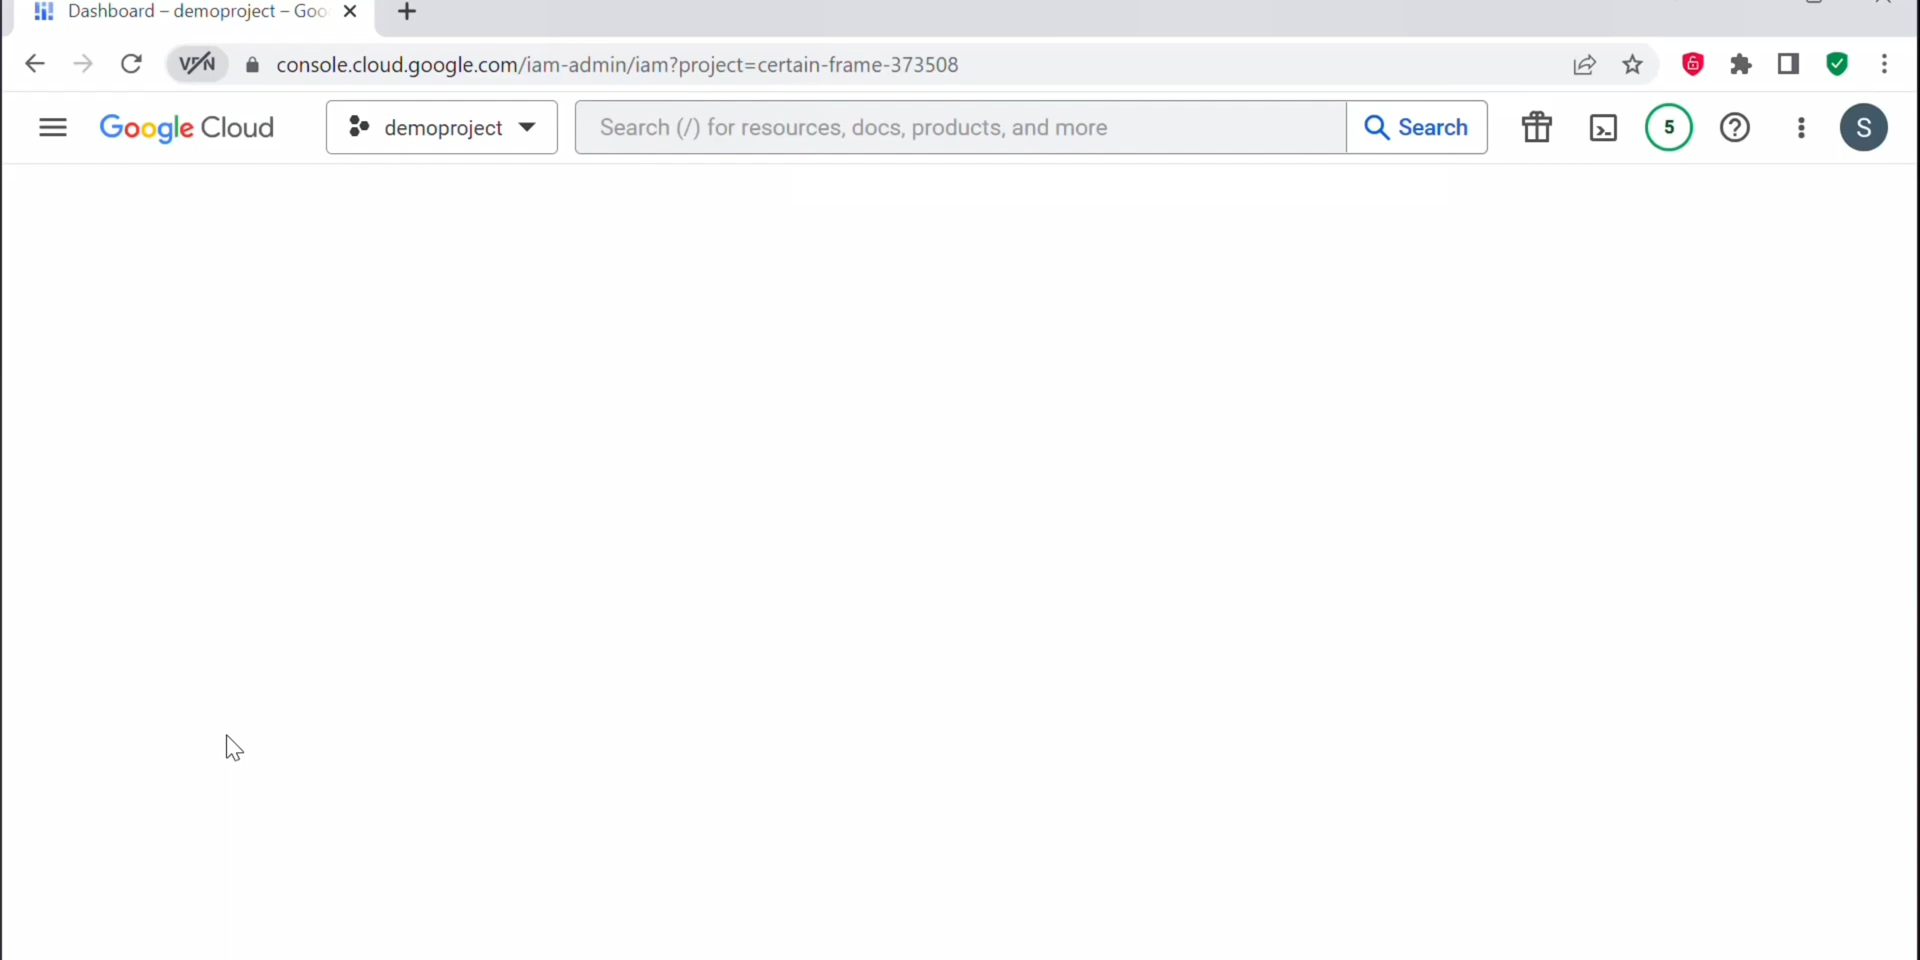 Dashboard – demoproject – Goo
VPN
console.cloud.google.com/iam-admin/iam?project=certain-frame-373508
Google Cloud
demoproject
Search (/) for resources, docs, products, and more
Search
5
S